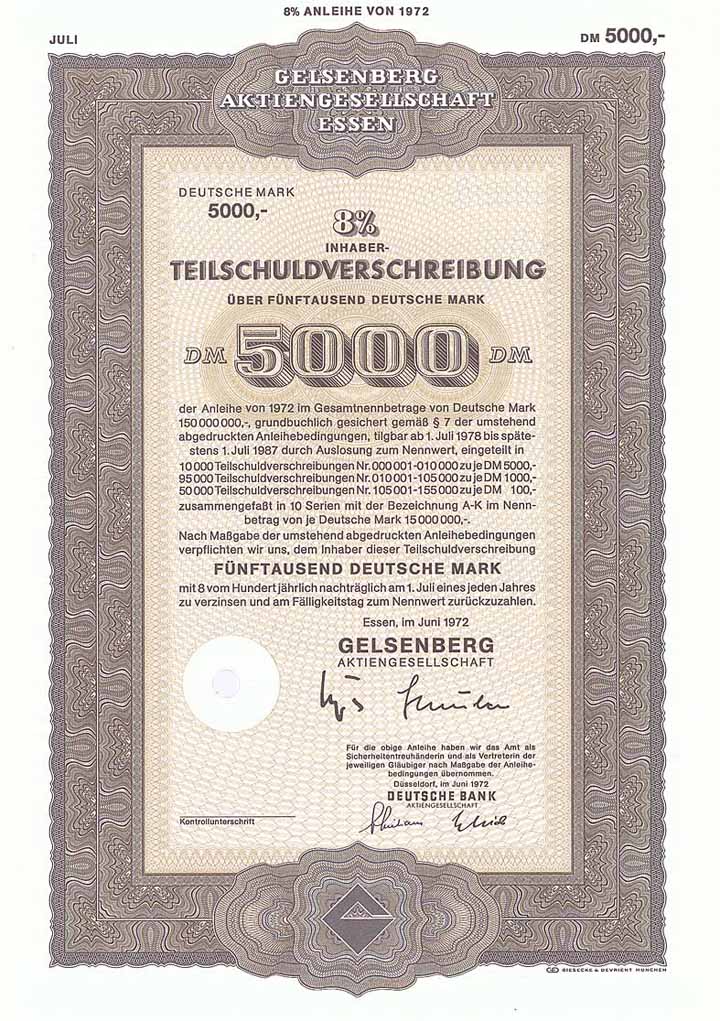 8% ANLEIHE VON 1972
JULI
DM 5000,-
GELSENBERG
AKTIENGESELLSCHAFT
ESSEN
DEUTSCHE MARK
5000,-
8%
INHABER-
TEILSCHULDVERSCHREIBUNG
ÜBER FÜNFTAUSEND DEUTSCHE MARK
DM 5000 DM
der Anleihe von 1972 im Gesamtnennbetrage von Deutsche Mark
150 000 000,-, grundbuchlich gesichert gemäß § 7 der umstehend
abgedruckten Anleihebedingungen, tilgbar ab 1. Juli 1978 bis späte-
stens 1. Juli 1987 durch Auslosung zum Nennwert, eingeteilt in
10 000 Teilschuldverschreibungen Nr. 000 001-010 000 zu je DM 5000,-
95 000 Teilschuldverschreibungen Nr. 010 001-105 000 zu je DM 1000,-
50 000 Teilschuldverschreibungen Nr. 105 001-155 000 zu je DM 100,-
zusammengefaßt in 10 Serien mit der Bezeichnung A-K im Nenn-
betrag von je Deutsche Mark 15 000 000,-.
Nach Maßgabe der umstehend abgedruckten Anleihebedingungen
verpflichten wir uns, dem Inhaber dieser Teilschuldverschreibung
FÜNFTAUSEND DEUTSCHE MARK
mit 8 vom Hundert jährlich nachträglich am 1. Juli eines jeden Jahres
zu verzinsen und am Fälligkeitstag zum Nennwert zurückzuzahlen.
Essen, im Juni 1972
GELSENBERG
AKTIENGESELLSCHAFT
Für die obige Anleihe haben wir das Amt als
Sicherheitentreuhänderin und als Vertreterin der
jeweiligen Gläubiger nach Maßgabe der Anleihe-
bedingungen übernommen.
Düsseldorf, im Juni 1972
DEUTSCHE BANK
AKTIENGESELLSCHAFT
Kontrollunterschrift
GD GIESECKE & DEVRIENT MÜNCHEN